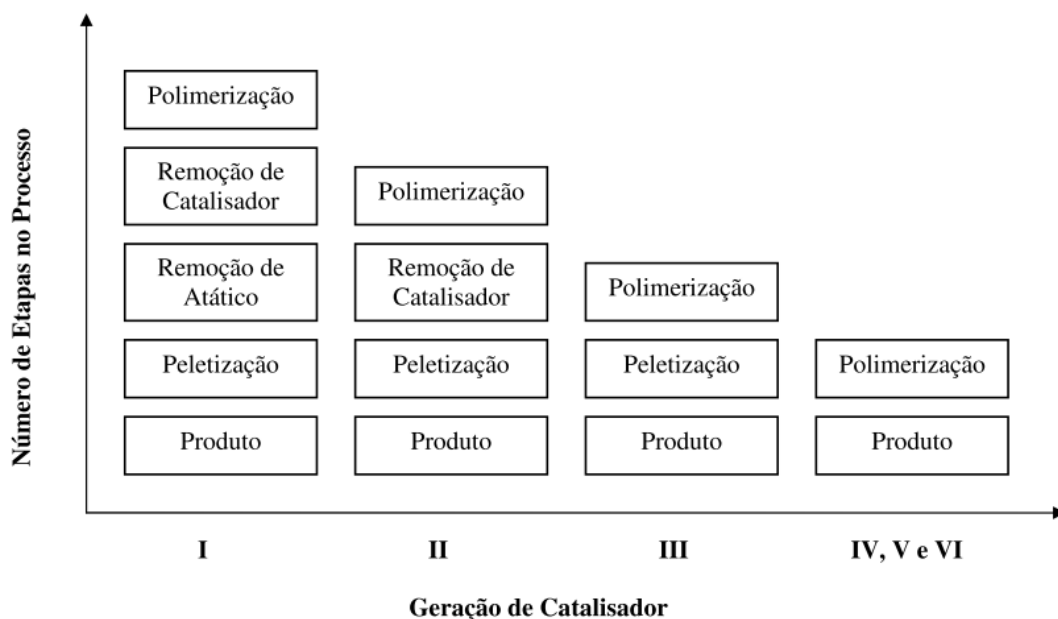 Número de Etapas no Processo
Polimerização
Remoção de
Catalisador
Remoção de
Atático
Peletização
Produto
Polimerização
Remoção de
Catalisador
Peletização
Produto
Polimerização
Peletização
Produto
Polimerização
Produto
I
II
III
IV, V e VI
Geração de Catalisador